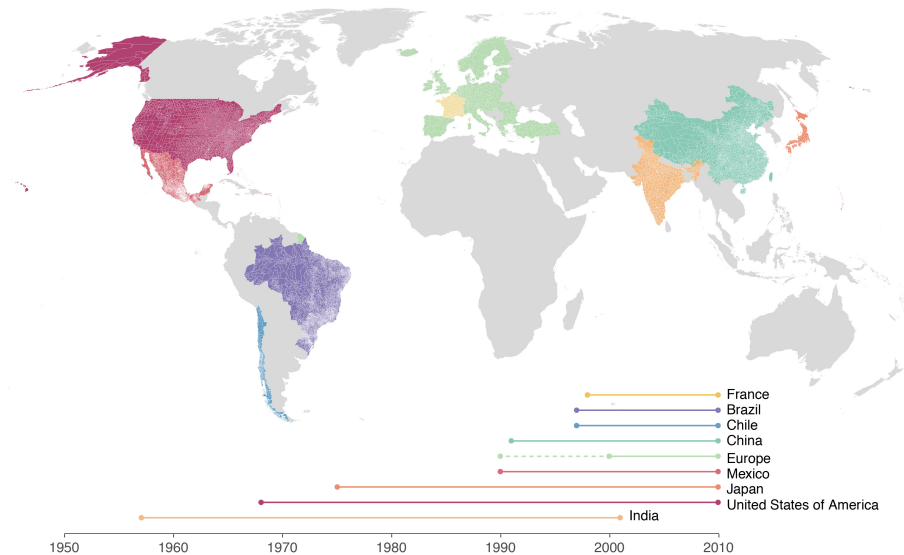 France
Brazil
Chile
China
Europe
Mexico
Japan
United States of America
India
1950 1960 1970 1980 1990 2000 2010